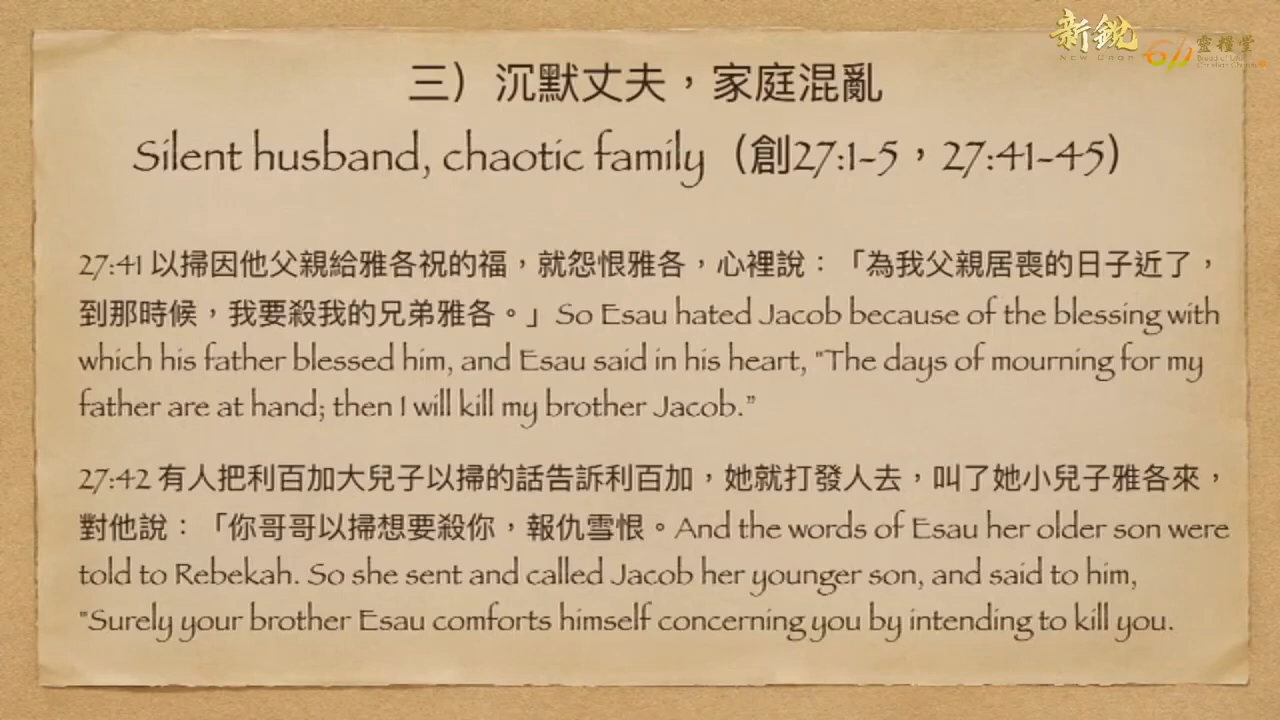 新銳
NEW CROP
611
靈糧堂
Bread of Life
Christian Church
三）沉默丈夫，家庭混亂
Silent husband, chaotic family（創27:1-5，27:41-45）
27:41 以掃因他父親給雅各祝的福，就怨恨雅各，心裡說：「為我父親居喪的日子近了，
到那時候，我要殺我的兄弟雅各。」So Esau hated Jacob because of the blessing with
which his father blessed him, and Esau said in his heart, "The days of mourning for my
father are at hand; then I will kill my brother Jacob.”
27:42 有人把利百加大兒子以掃的話告訴利百加，她就打發人去，叫了她小兒子雅各來，
對他說：「你哥哥以掃想要殺你，報仇雪恨。And the words of Esau her older son were
told to Rebekah. So she sent and called Jacob her younger son, and said to him,
"Surely your brother Esau comforts himself concerning you by intending to kill you.